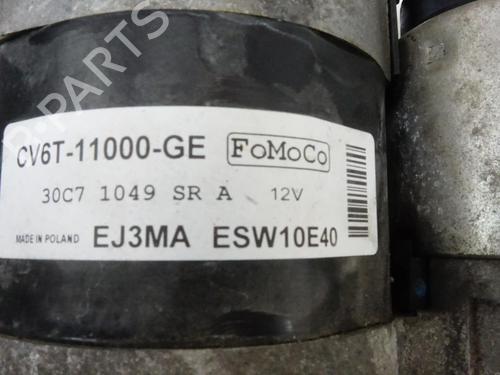 B-PARTS
CV6T-11000-GE FoMoCo
30C7 1049 SR A 12V
MADE IN POLAND EJ3MA ESW10E40